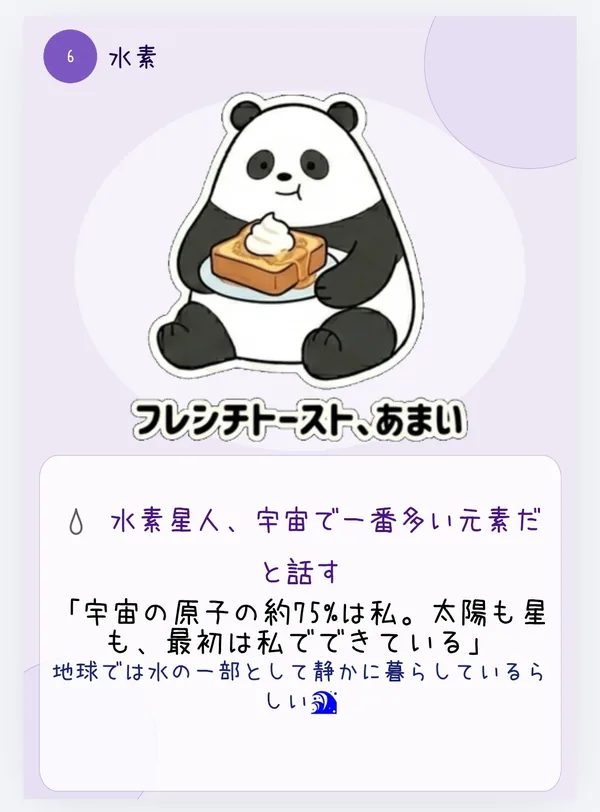 6 水素
フレンチトースト、あまい
💧 水素星人、宇宙で一番多い元素だ
と話す
「宇宙の原子の約75%は私。太陽も星
も、最初は私でできている」
地球では水の一部として静かに暮らしているら
しい🌊